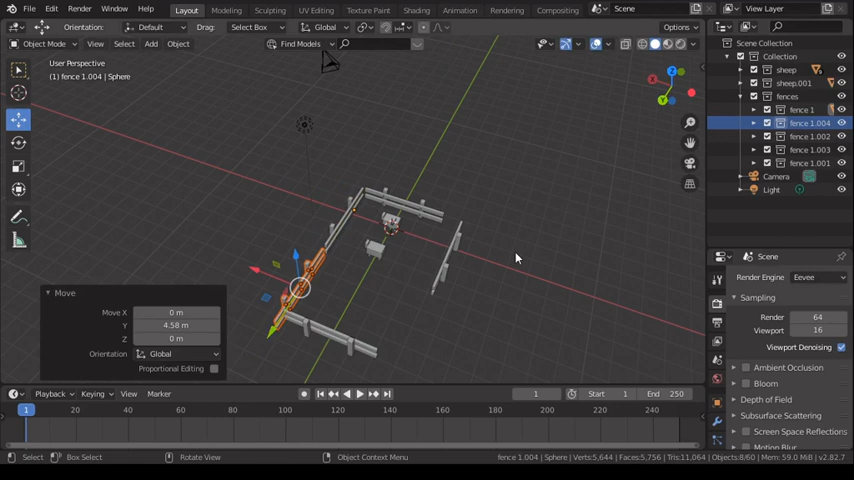 File Edit Render Window Help Layout Modeling Sculpting UV Editing Texture Paint Shading Animation Rendering Compositing Scene View Layer
Orientation: Default Drag: Select Box Global Options
Object Mode View Select Add Object Find Models
User Perspective
(1) fence 1.004 | Sphere
X
Y
Z
Scene Collection
Collection
sheep
sheep.001
fences
fence 1
fence 1.004
fence 1.002
fence 1.003
fence 1.001
Camera
Light
Scene
Render Engine Eevee
Sampling
Render 64
Viewport 16
Viewport Denoising
Ambient Occlusion
Bloom
Depth of Field
Subsurface Scattering
Screen Space Reflections
Motion Blur
Move
Move X 0 m
Y 4.58 m
Z 0 m
Orientation Global
Proportional Editing
Playback Keying View Marker 1 Start 1 End 250
1 20 40 60 80 100 120 140 160 180 200 220 240
Select Box Select Rotate View Object Context Menu fence 1.004 | Sphere | Verts:5,644 | Faces:5,756 | Tris:11,064 | Objects:8/60 | Mem: 59.0 MiB | v2.82.7